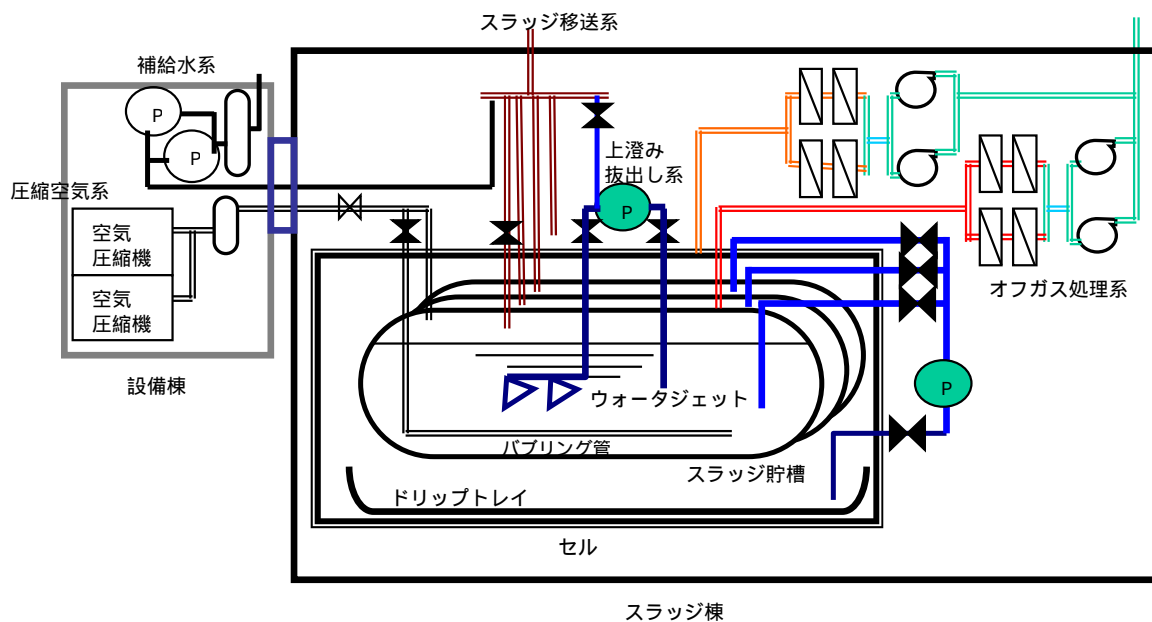 スラッジ移送系
補給水系
P
P
圧縮空気系
空気
圧縮機
空気
圧縮機
設備棟
上澄み
抜出し系
P
オフガス処理系
P
ウォータジェット
バブリング管
スラッジ貯槽
ドリップトレイ
セル
スラッジ棟